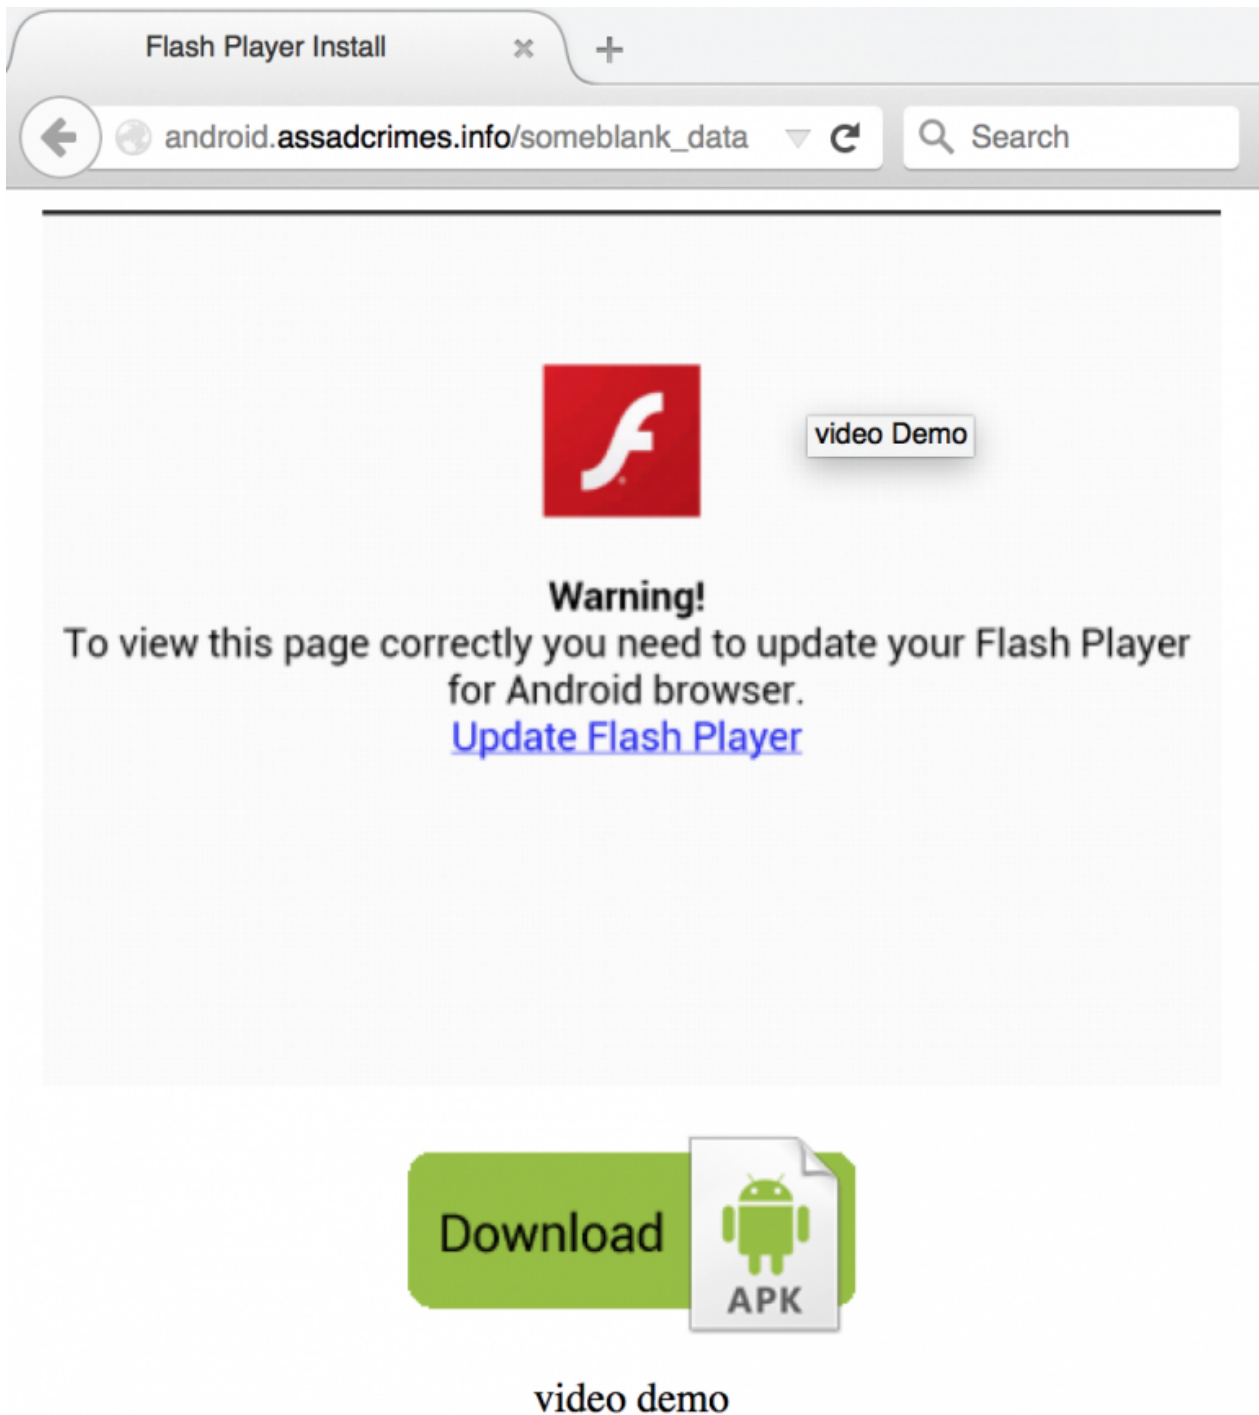 Flash Player Install
android.assadcrimes.info/someblank_data
Search
video Demo
Warning!
To view this page correctly you need to update your Flash Player
for Android browser.
Update Flash Player
Download
APK
video demo